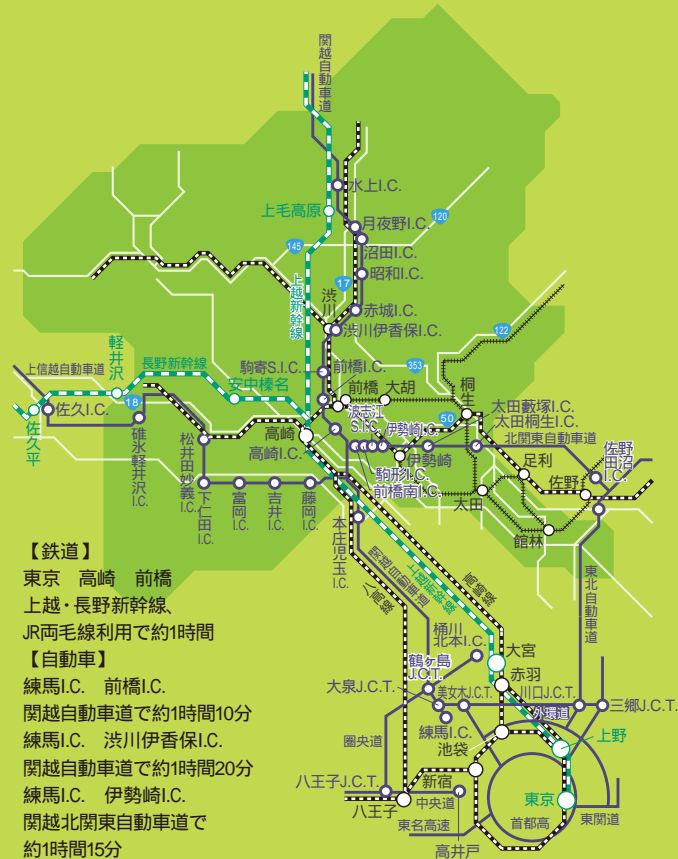 関越自動車道
水上I.C.
上毛高原
月夜野I.C.
120
145
沼田I.C.
昭和I.C.
17
上越新幹線
渋川
赤城I.C.
渋川伊香保I.C.
122
353
軽井沢
長野新幹線
上信越自動車道
安中榛名
駒寄S.I.C.
前橋I.C.
前橋
大胡
桐生
18
佐久I.C.
佐久平
碓氷軽井沢I.C.
松井田妙義I.C.
高崎
高崎I.C.
波志江S.I.C.
伊勢崎I.C.
50
太田藪塚I.C.
太田桐生I.C.
北関東自動車道
伊勢崎
駒形I.C.
前橋南I.C.
足利
佐野
佐野田沼I.C.
太田
館林
下仁田I.C.
富岡I.C.
吉井I.C.
藤岡I.C.
本庄児玉I.C.
関越自動車道
上越新幹線
高崎線
八高線
東北自動車道
桶川北本I.C.
大宮
鶴ヶ島J.C.T.
赤羽
大泉J.C.T.
美女木J.C.T.
川口J.C.T.
外環道
三郷J.C.T.
練馬I.C.
池袋
上野
圏央道
八王子J.C.T.
新宿
八王子
中央道
東京
首都高
東関道
東名高速
高井戸
【鉄道】
東京　高崎　前橋
上越・長野新幹線、
JR両毛線利用で約1時間
【自動車】
練馬I.C.　前橋I.C.
関越自動車道で約1時間10分
練馬I.C.　渋川伊香保I.C.
関越自動車道で約1時間20分
練馬I.C.　伊勢崎I.C.
関越北関東自動車道で
約1時間15分